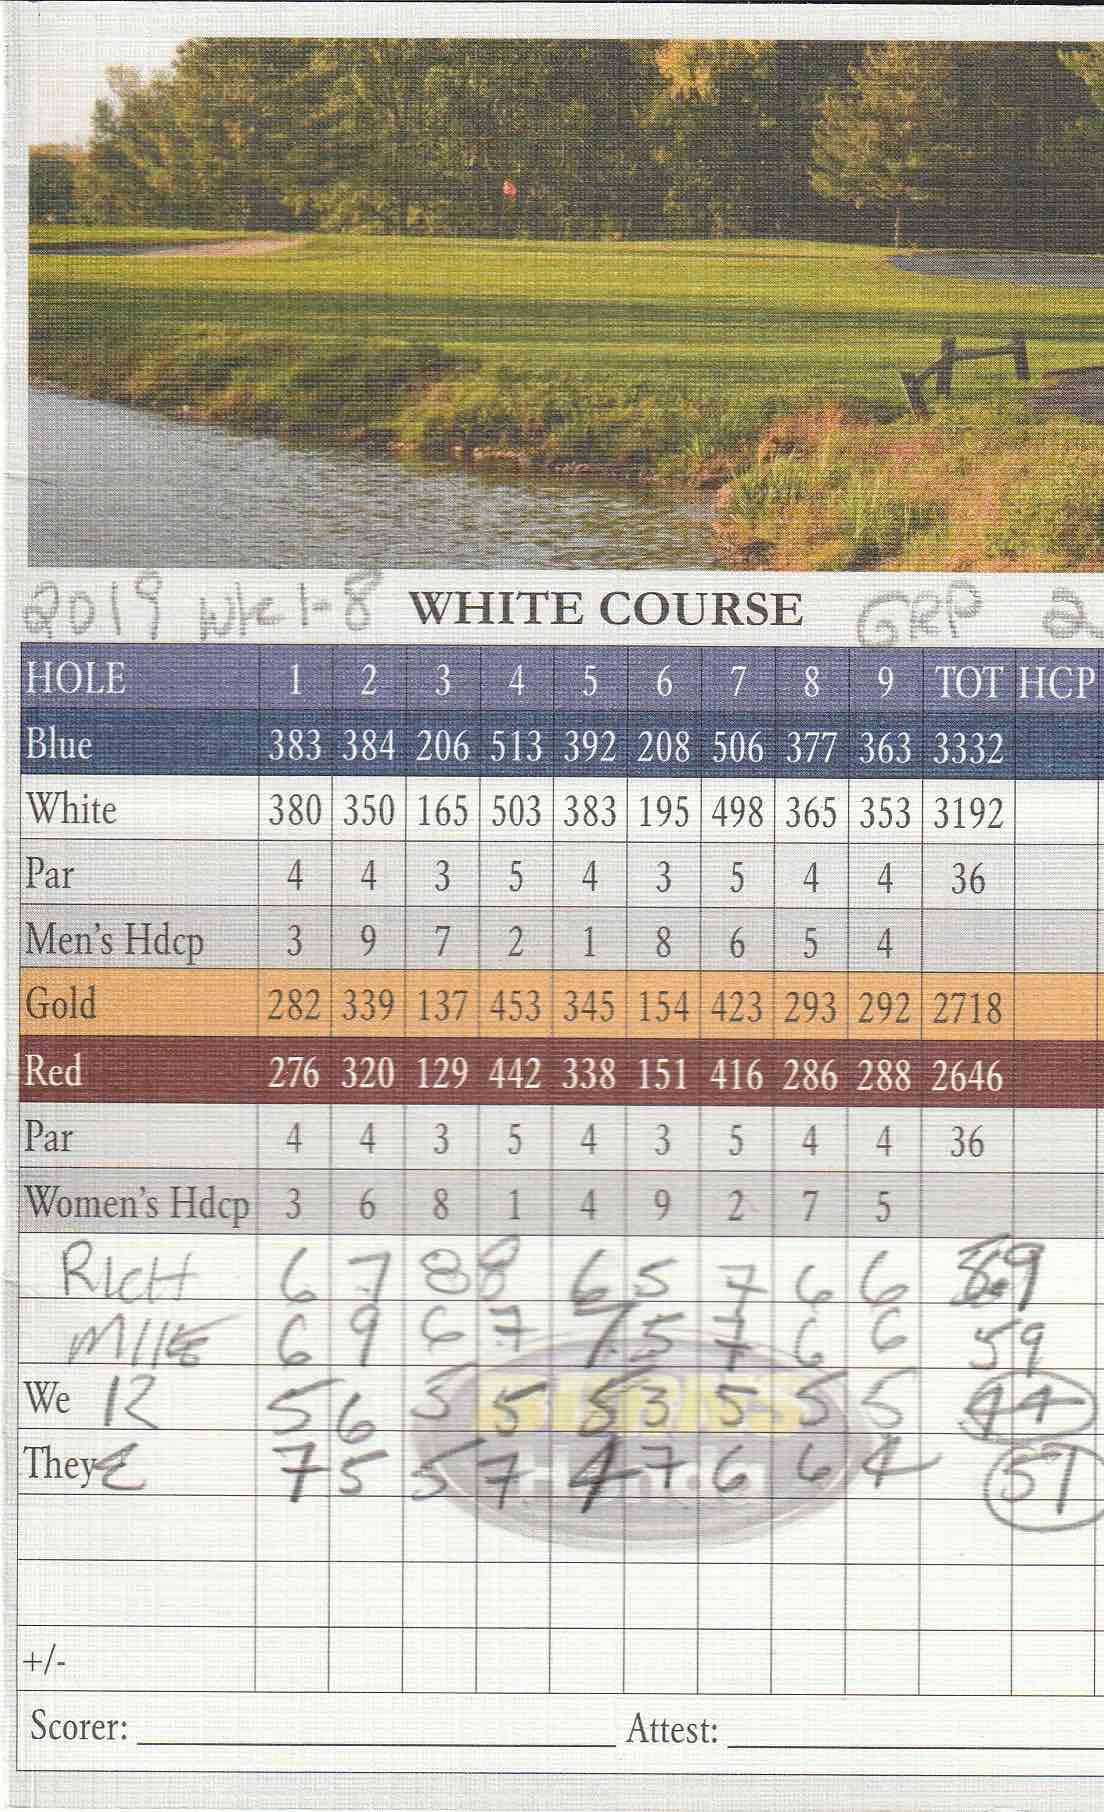 2019 wk 1-8 WHITE COURSE GRP 2
HOLE 1 2 3 4 5 6 7 8 9 TOT HCP
Blue 383 384 206 513 392 208 506 377 363 3332
White 380 350 165 503 383 195 498 365 353 3192
Par 4 4 3 5 4 3 5 4 4 36
Men's Hdcp 3 9 7 2 1 8 6 5 4
Gold 282 339 137 453 345 154 423 293 292 2718
Red 276 320 129 442 338 151 416 286 288 2646
Par 4 4 3 5 4 3 5 4 4 36
Women's Hdcp 3 6 8 1 4 9 2 7 5
RICH 6 7 8 8 6 5 7 6 6 59
MIKE 6 9 6 7 7 5 7 6 6 59
We R 5 6 5 5 5 3 5 5 5 44
They 7 5 5 7 4 7 6 6 4 51
+/-
Scorer: Attest: